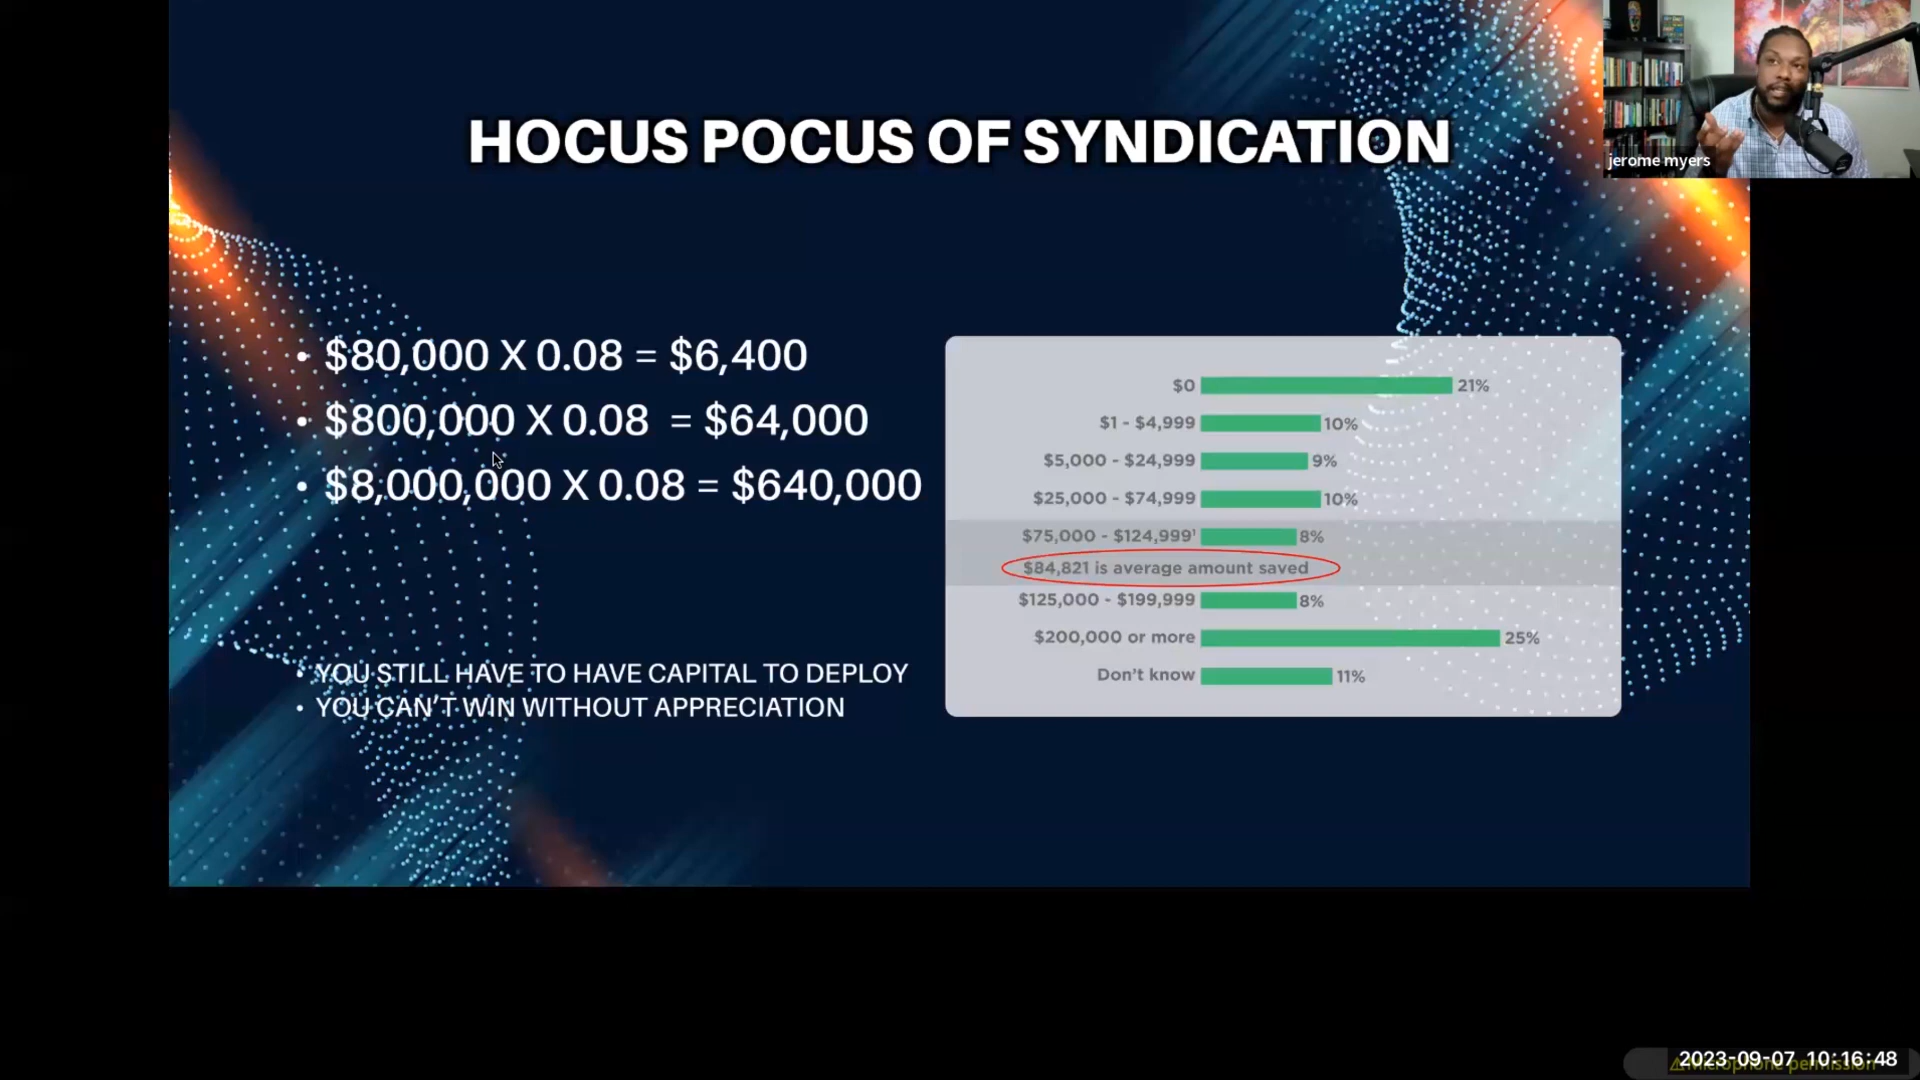 HOCUS POCUS OF SYNDICATION
jerome myers
• $80,000 X 0.08 = $6,400
• $800,000 X 0.08 = $64,000
• $8,000,000 X 0.08 = $640,000
• YOU STILL HAVE TO HAVE CAPITAL TO DEPLOY
• YOU CAN'T WIN WITHOUT APPRECIATION
$0 21%
$1 - $4,999 10%
$5,000 - $24,999 9%
$25,000 - $74,999 10%
$75,000 - $124,999¹ 8%
$84,821 is average amount saved
$125,000 - $199,999 8%
$200,000 or more 25%
Don't know 11%
2023-09-07 10:16:48
Microphone permission